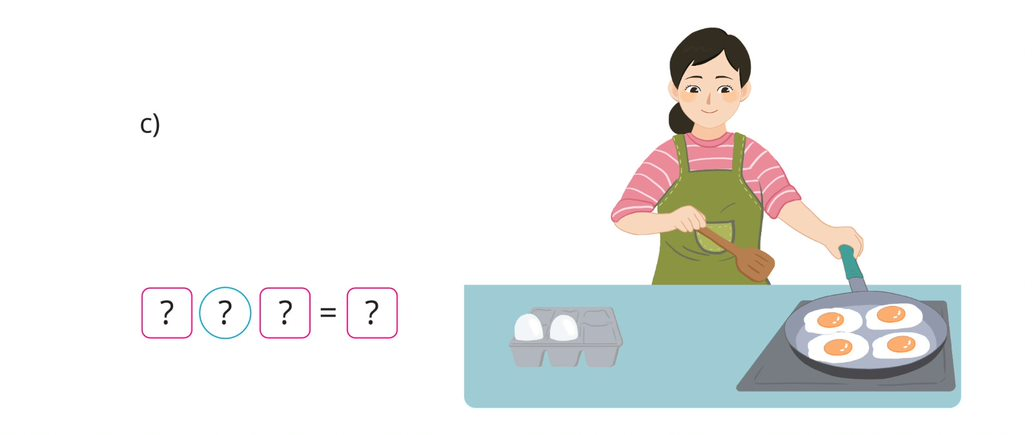 c)
? ? ? = ?